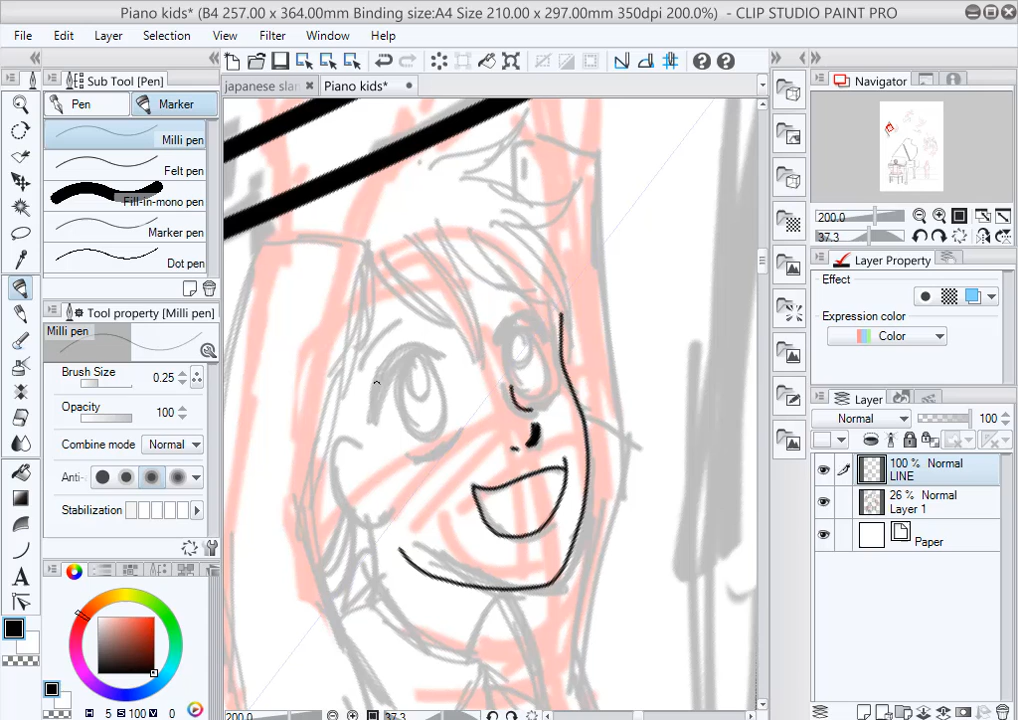 Piano kids* (B4 257.00 x 364.00mm Binding size:A4 Size 210.00 x 297.00mm 350dpi 200.0%) - CLIP STUDIO PAINT PRO
File Edit Layer Selection View Filter Window Help
Sub Tool [Pen]
japanese slan
Piano kids*
Navigator
Pen
Marker
Milli pen
Felt pen
Fill-in-mono pen
Marker pen
Dot pen
200.0
37.3
Layer Property
Effect
Expression color
Color
Tool property [Milli pen]
Milli pen
Brush Size 0.25
Opacity 100
Combine mode Normal
Anti-
Stabilization
Layer
Normal 100
100 % Normal
LINE
26 % Normal
Layer 1
Paper
H 5 S 100 V 0
200.0 37.3